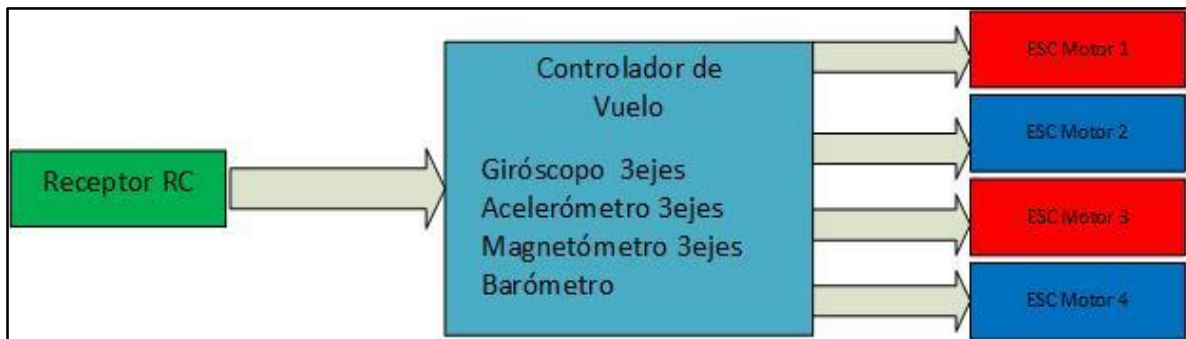 Receptor RC
Controlador de
Vuelo
Giróscopo 3ejes
Acelerómetro 3ejes
Magnetómetro 3ejes
Barómetro
ESC Motor 1
ESC Motor 2
ESC Motor 3
ESC Motor 4